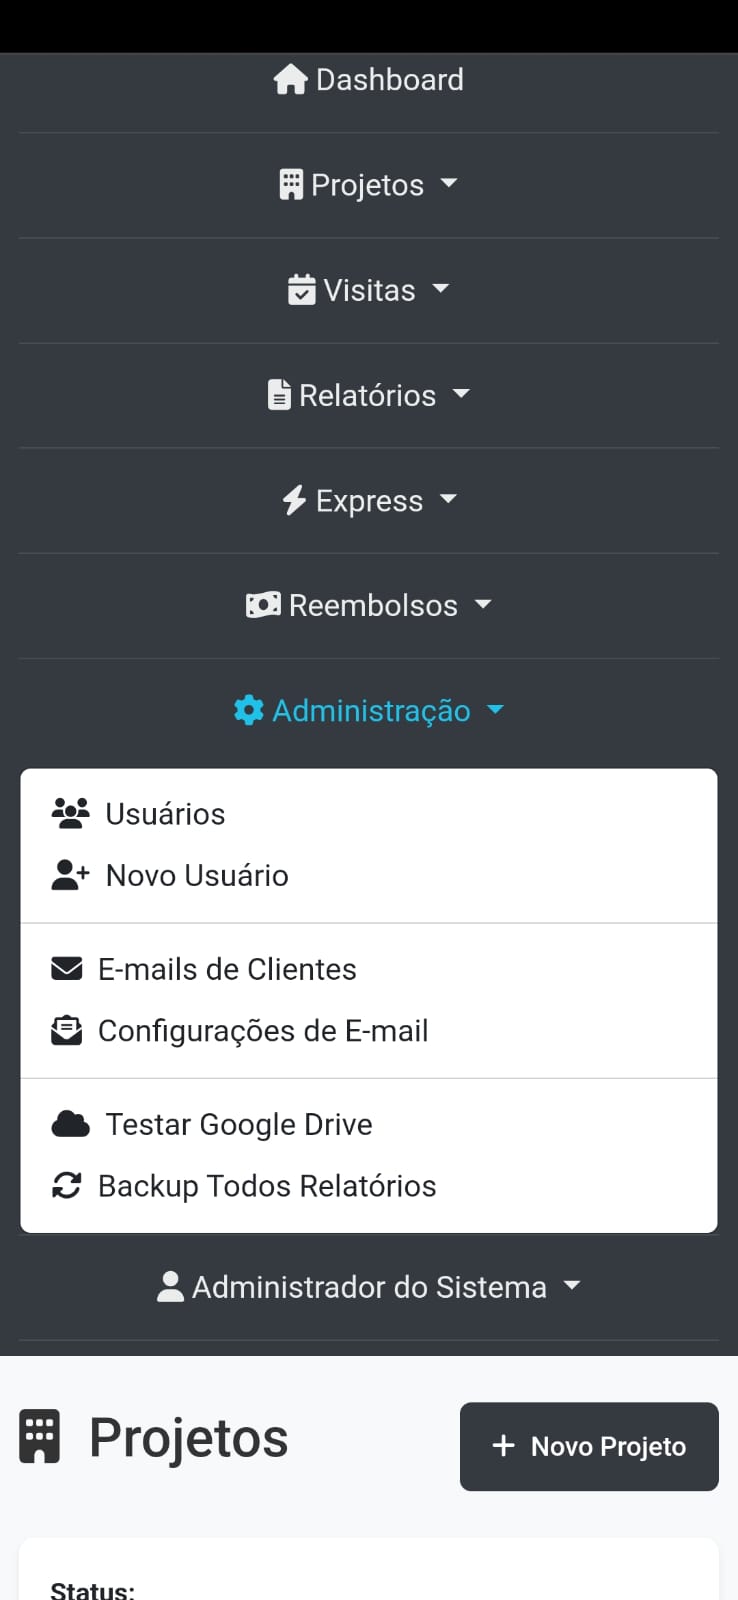 Dashboard
Projetos
Visitas
Relatórios
Express
Reembolsos
Administração
Usuários
Novo Usuário
E-mails de Clientes
Configurações de E-mail
Testar Google Drive
Backup Todos Relatórios
Administrador do Sistema
Projetos
+ Novo Projeto
Status: